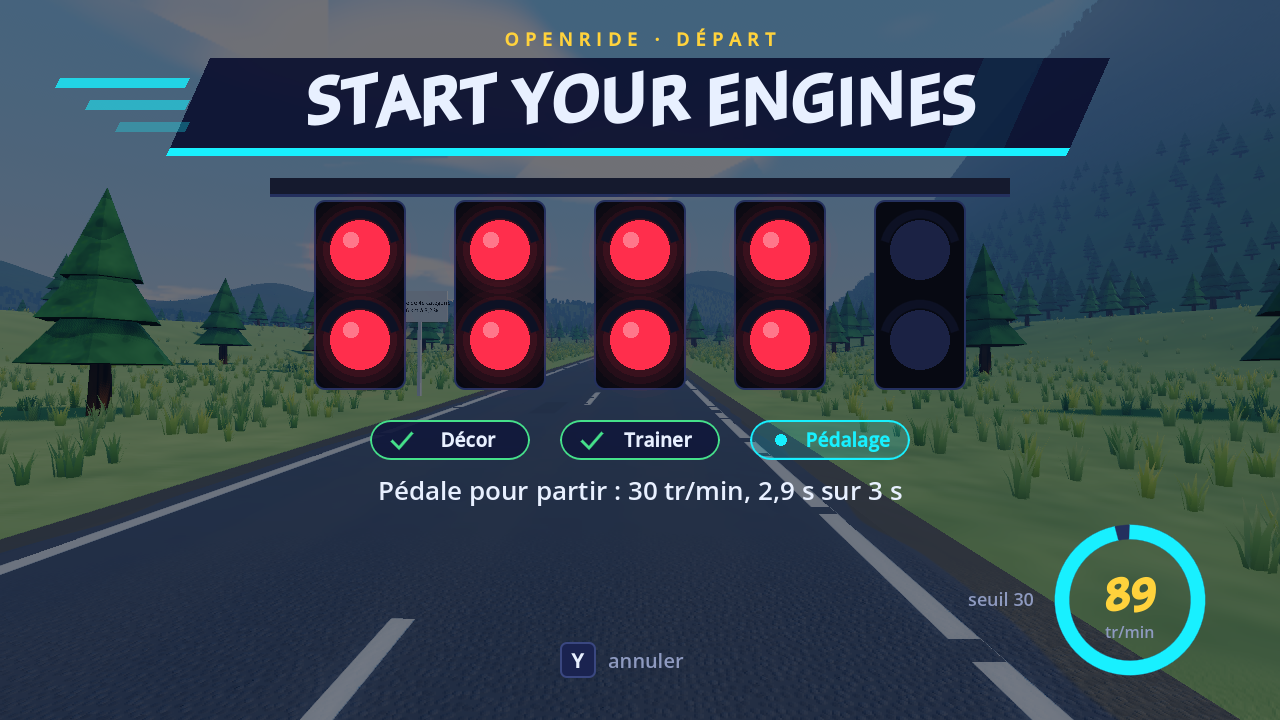 OPENRIDE · DÉPART
START YOUR ENGINES
Décor
Trainer
Pédalage
Pédale pour partir : 30 tr/min, 2,9 s sur 3 s
seuil 30
89
tr/min
Y annuler